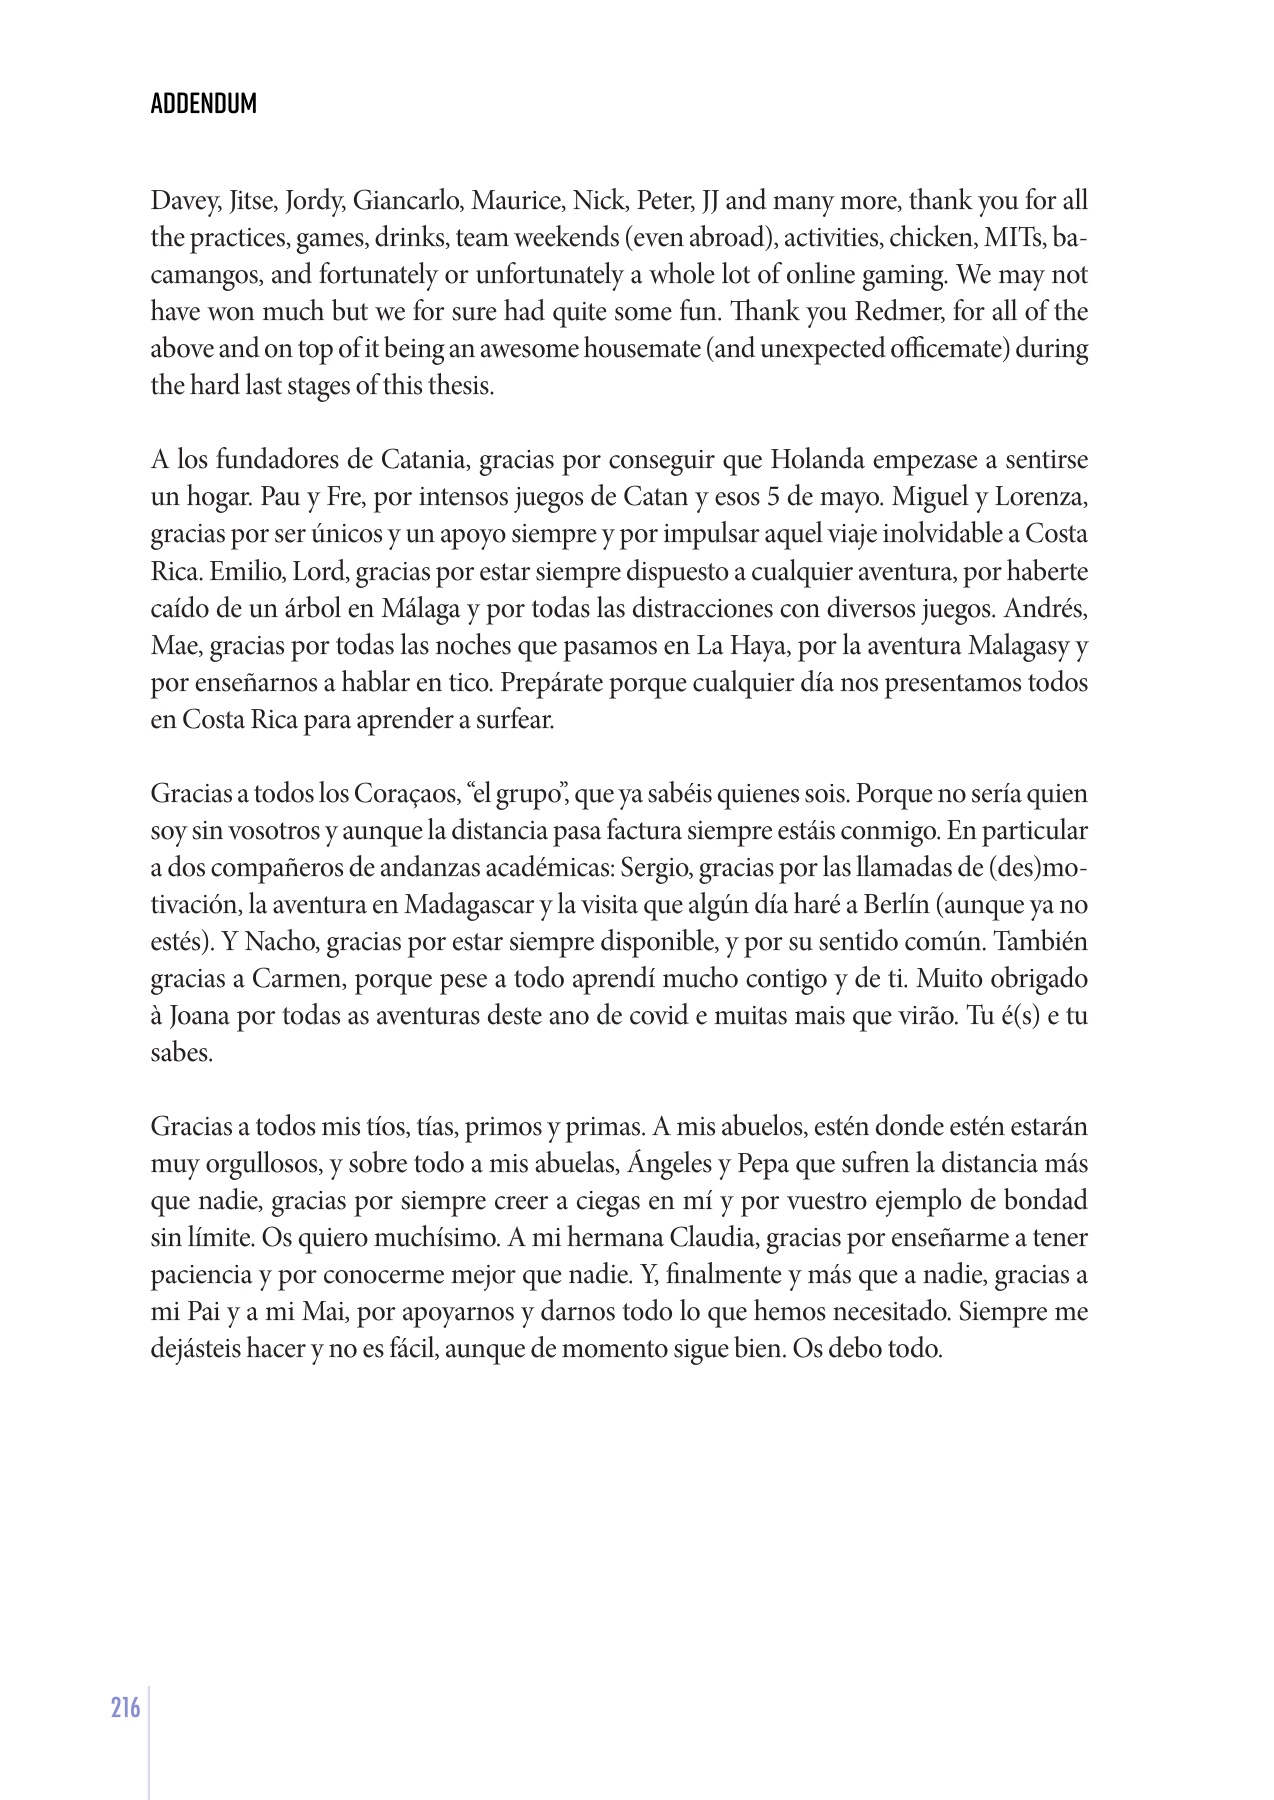 ADDENDUM
Davey, Jitse, Jordy, Giancarlo, Maurice, Nick, Peter, JJ and many more, thank you for all
the practices, games, drinks, team weekends (even abroad), activities, chicken, MITs, ba-
camangos, and fortunately or unfortunately a whole lot of online gaming. We may not
have won much but we for sure had quite some fun. Thank you Redmer, for all of the
above and on top of it being an awesome housemate (and unexpected officemate) during
the hard last stages of this thesis.
A los fundadores de Catania, gracias por conseguir que Holanda empezase a sentirse
un hogar. Pau y Fre, por intensos juegos de Catan y esos 5 de mayo. Miguel y Lorenza,
gracias por ser únicos y un apoyo siempre y por impulsar aquel viaje inolvidable a Costa
Rica. Emilio, Lord, gracias por estar siempre dispuesto a cualquier aventura, por haberte
caído de un árbol en Málaga y por todas las distracciones con diversos juegos. Andrés,
Mae, gracias por todas las noches que pasamos en La Haya, por la aventura Malagasy y
por enseñarnos a hablar en tico. Prepárate porque cualquier día nos presentamos todos
en Costa Rica para aprender a surfear.
Gracias a todos los Coraçaos, “el grupo”, que ya sabéis quienes sois. Porque no sería quien
soy sin vosotros y aunque la distancia pasa factura siempre estáis conmigo. En particular
a dos compañeros de andanzas académicas: Sergio, gracias por las llamadas de (des)mo-
tivación, la aventura en Madagascar y la visita que algún día haré a Berlín (aunque ya no
estés). Y Nacho, gracias por estar siempre disponible, y por su sentido común. También
gracias a Carmen, porque pese a todo aprendí mucho contigo y de ti. Muito obrigado
à Joana por todas as aventuras deste ano de covid e muitas mais que virão. Tu é(s) e tu
sabes.
Gracias a todos mis tíos, tías, primos y primas. A mis abuelos, estén donde estén estarán
muy orgullosos, y sobre todo a mis abuelas, Ángeles y Pepa que sufren la distancia más
que nadie, gracias por siempre creer a ciegas en mí y por vuestro ejemplo de bondad
sin límite. Os quiero muchísimo. A mi hermana Claudia, gracias por enseñarme a tener
paciencia y por conocerme mejor que nadie. Y, finalmente y más que a nadie, gracias a
mi Pai y a mi Mai, por apoyarnos y darnos todo lo que hemos necesitado. Siempre me
dejásteis hacer y no es fácil, aunque de momento sigue bien. Os debo todo.
216